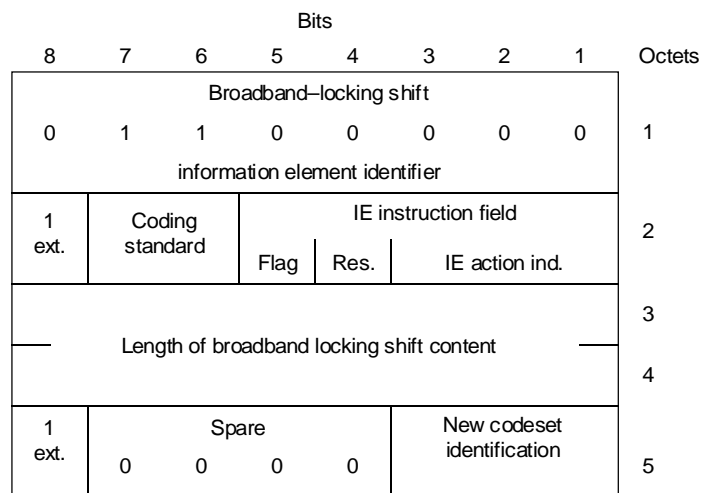 Bits
8 7 6 5 4 3 2 1 Octets
Broadband–locking shift
0 1 1 0 0 0 0 0 1
information element identifier
1 Coding IE instruction field
ext. standard 2
Flag Res. IE action ind.
3
Length of broadband locking shift content
4
1 Spare New codeset
ext. identification
0 0 0 0 5